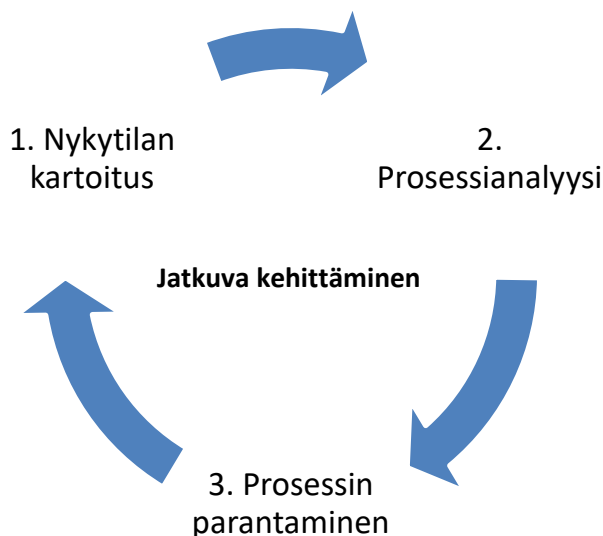 1. Nykytilan
kartoitus
2.
Prosessianalyysi
Jatkuva kehittäminen
3. Prosessin
parantaminen